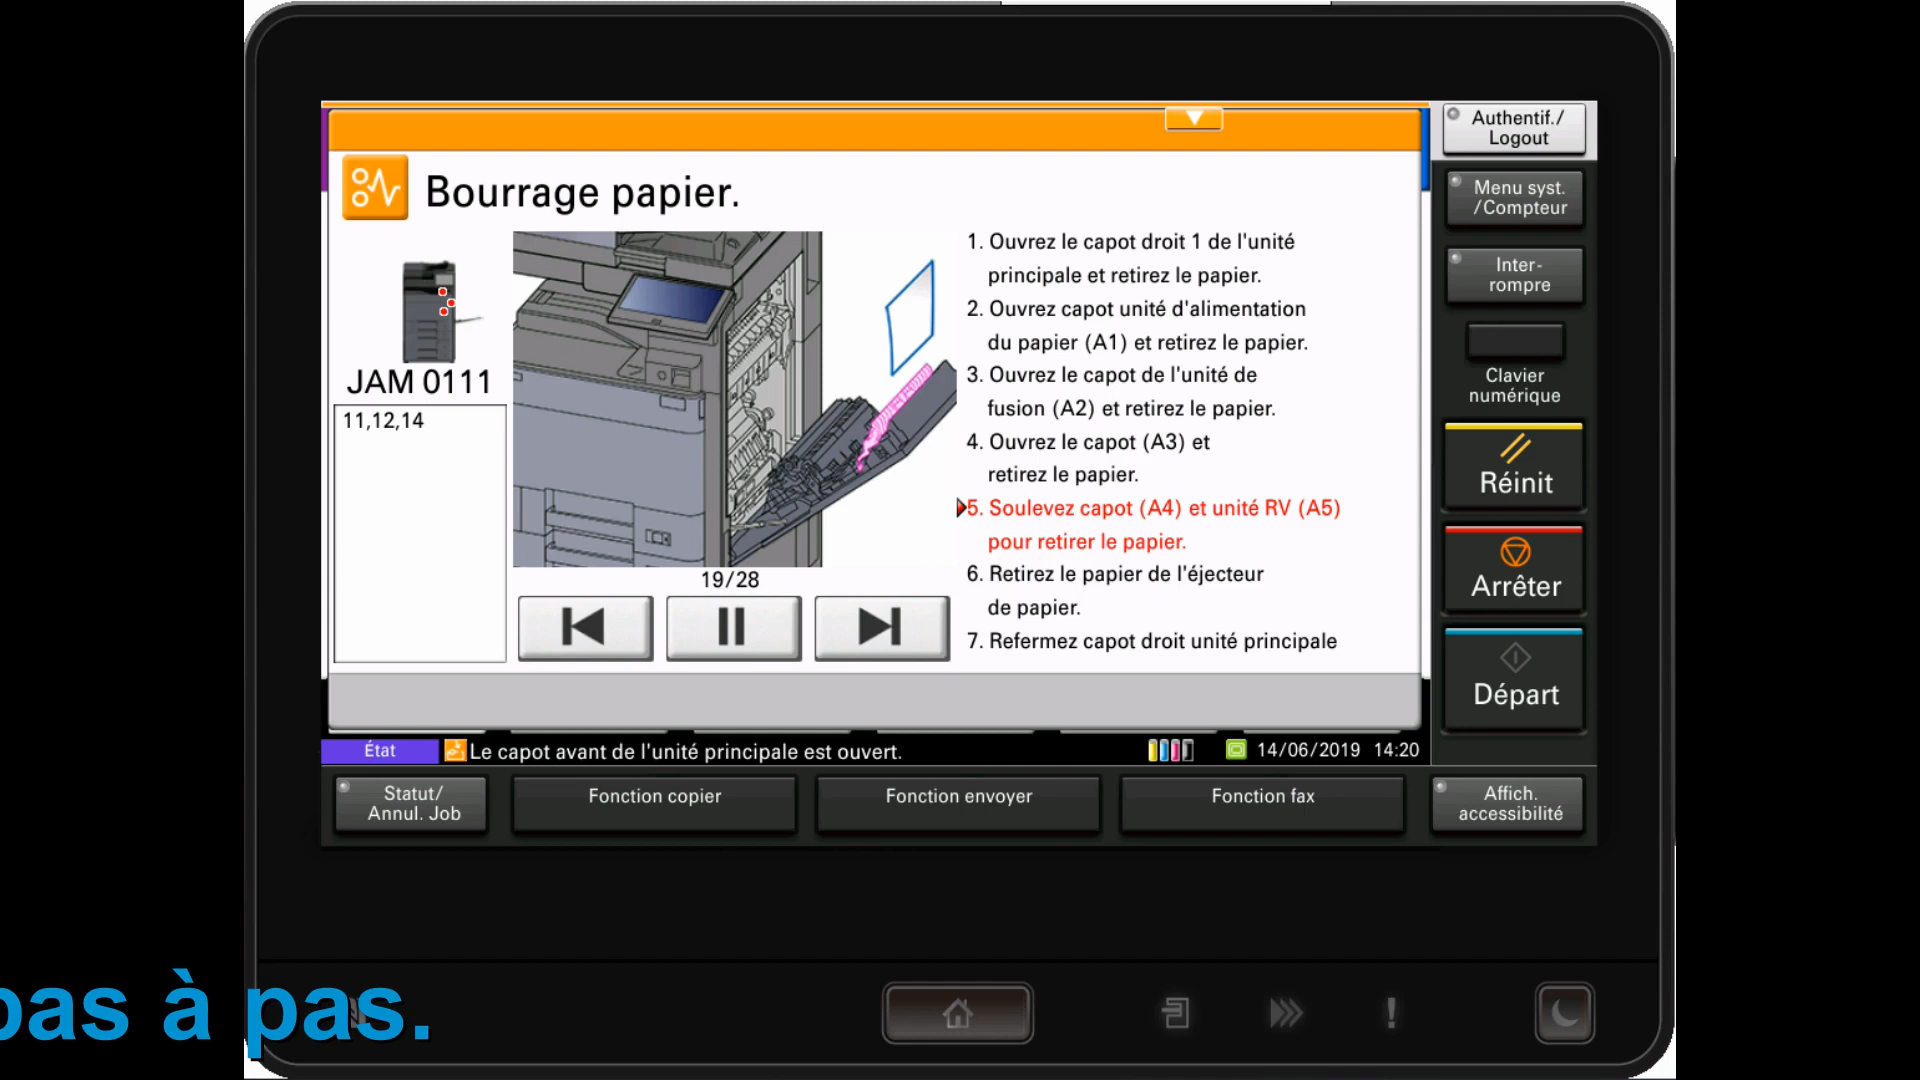 Bourrage papier.
JAM 0111
11,12,14
19/28
1. Ouvrez le capot droit 1 de l'unité
principale et retirez le papier.
2. Ouvrez capot unité d'alimentation
du papier (A1) et retirez le papier.
3. Ouvrez le capot de l'unité de
fusion (A2) et retirez le papier.
4. Ouvrez le capot (A3) et
retirez le papier.
5. Soulevez capot (A4) et unité RV (A5)
pour retirer le papier.
6. Retirez le papier de l'éjecteur
de papier.
7. Refermez capot droit unité principale
Authentif./
Logout
Menu syst.
/Compteur
Inter-
rompre
Clavier
numérique
Réinit
Arrêter
Départ
État
Le capot avant de l'unité principale est ouvert.
14/06/2019 14:20
Statut/
Annul. Job
Fonction copier
Fonction envoyer
Fonction fax
Affich.
accessibilité
pas à pas.